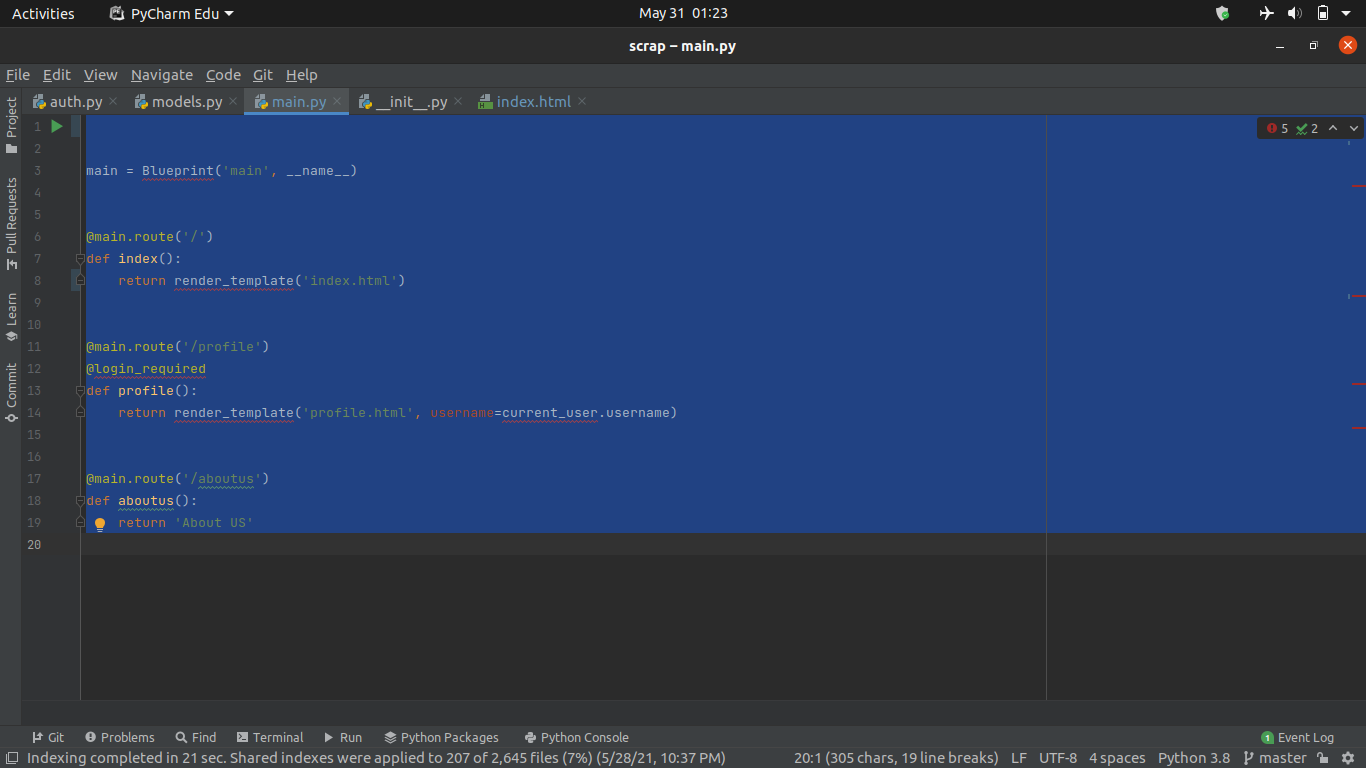 Activities PyCharm Edu May 31 01:23
scrap – main.py
File Edit View Navigate Code Git Help
auth.py models.py main.py __init__.py index.html
Project
Pull Requests
Learn
Commit
5 2
1
2
3 main = Blueprint('main', __name__)
4
5
6 @main.route('/')
7 def index():
8     return render_template('index.html')
9
10
11 @main.route('/profile')
12 @login_required
13 def profile():
14     return render_template('profile.html', username=current_user.username)
15
16
17 @main.route('/aboutus')
18 def aboutus():
19     return 'About US'
20
Git Problems Find Terminal Run Python Packages Python Console 1 Event Log
Indexing completed in 21 sec. Shared indexes were applied to 207 of 2,645 files (7%) (5/28/21, 10:37 PM) 20:1 (305 chars, 19 line breaks) LF UTF-8 4 spaces Python 3.8 master